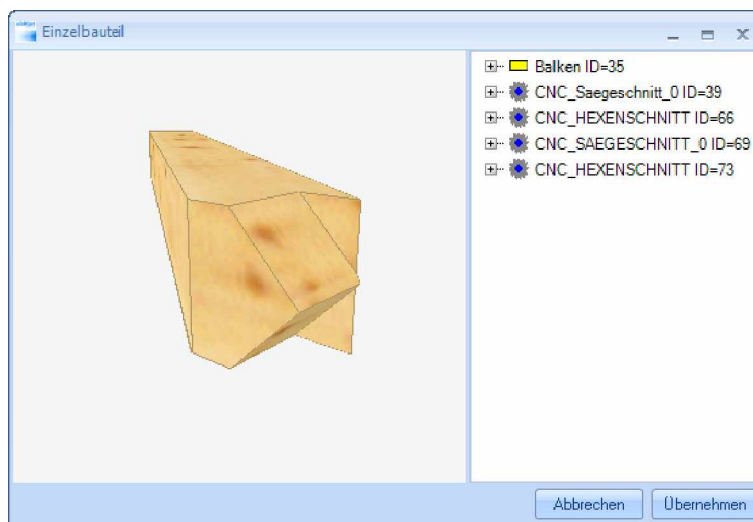 Einzelbauteil
Balken ID=35
CNC_Saegeschnitt_0 ID=39
CNC_HEXENSCHNITT ID=66
CNC_SAEGESCHNITT_0 ID=69
CNC_HEXENSCHNITT ID=73
Abbrechen
Übernehmen